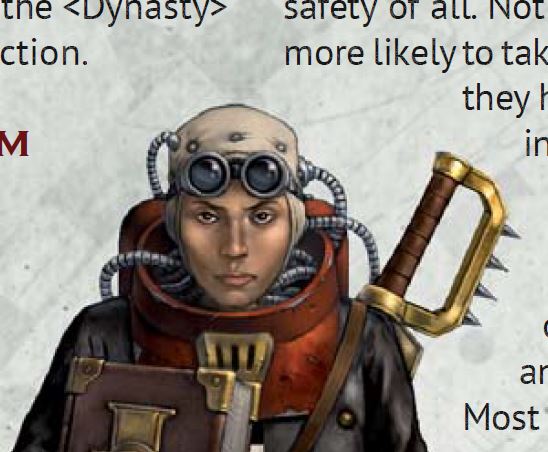 the <Dynasty>
ction.
M
safety of all. Not
more likely to tak
they h
in
an
Most